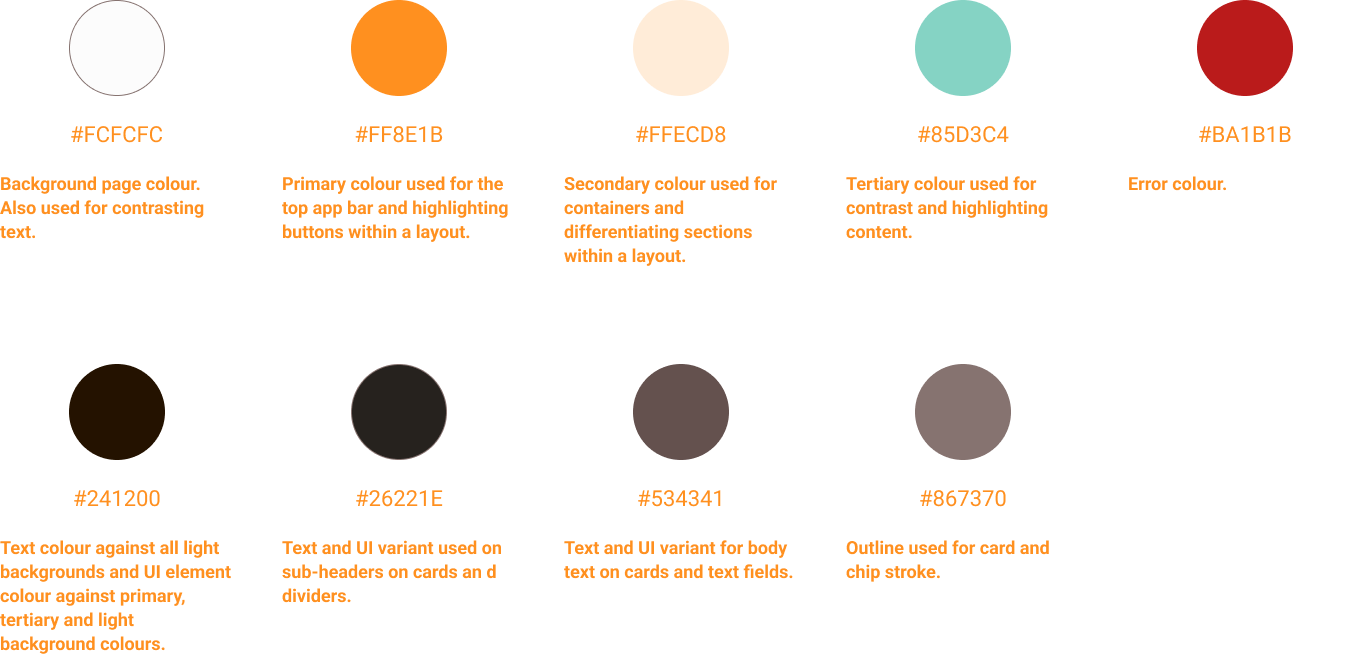 #FCFCFC
Background page colour.
Also used for contrasting
text.
#FF8E1B
Primary colour used for the
top app bar and highlighting
buttons within a layout.
#FFECD8
Secondary colour used for
containers and
differentiating sections
within a layout.
#85D3C4
Tertiary colour used for
contrast and highlighting
content.
#BA1B1B
Error colour.
#241200
Text colour against all light
backgrounds and UI element
colour against primary,
tertiary and light
background colours.
#26221E
Text and UI variant used on
sub-headers on cards an d
dividers.
#534341
Text and UI variant for body
text on cards and text fields.
#867370
Outline used for card and
chip stroke.